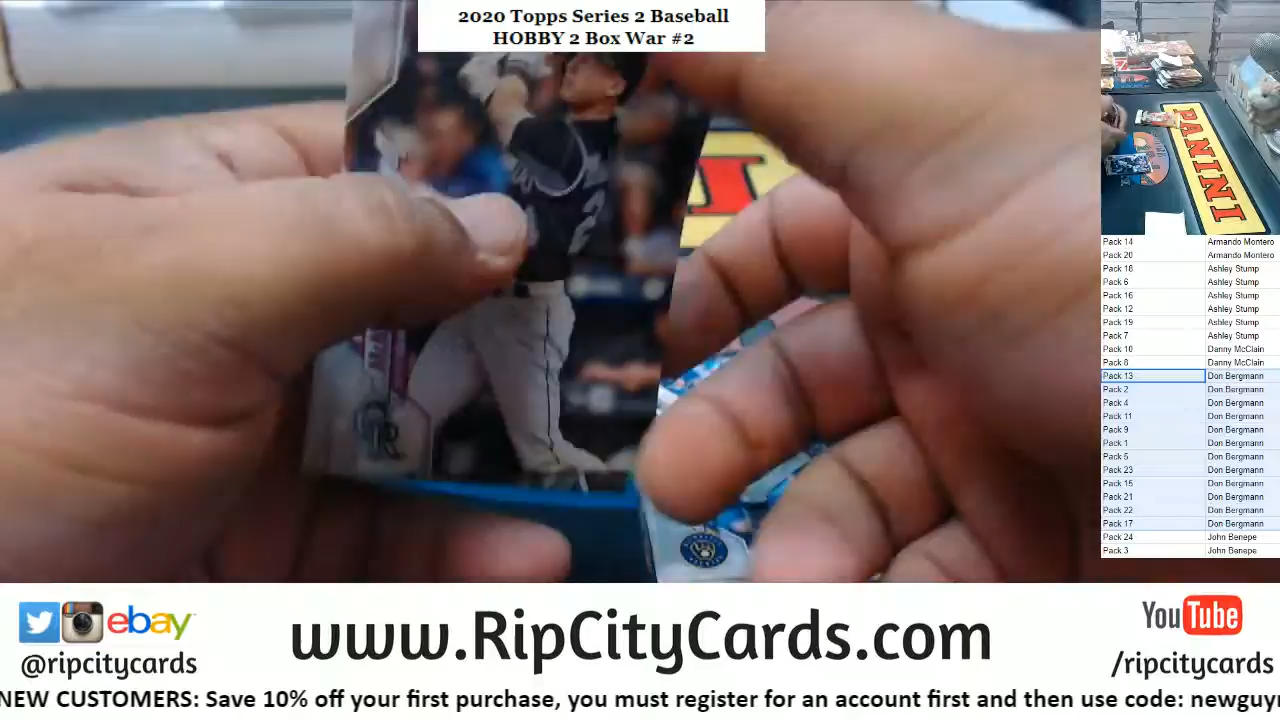 2020 Topps Series 2 Baseball
HOBBY 2 Box War #2
PANINI
Pack 14 Armando Montero
Pack 20 Armando Montero
Pack 18 Ashley Stump
Pack 6 Ashley Stump
Pack 16 Ashley Stump
Pack 12 Ashley Stump
Pack 19 Ashley Stump
Pack 7 Ashley Stump
Pack 10 Danny McClain
Pack 8 Danny McClain
Pack 13 Don Bergmann
Pack 2 Don Bergmann
Pack 4 Don Bergmann
Pack 11 Don Bergmann
Pack 9 Don Bergmann
Pack 1 Don Bergmann
Pack 5 Don Bergmann
Pack 23 Don Bergmann
Pack 15 Don Bergmann
Pack 21 Don Bergmann
Pack 22 Don Bergmann
Pack 17 Don Bergmann
Pack 24 John Benepe
Pack 3 John Benepe
ebay
@ripcitycards
www.RipCityCards.com
YouTube
/ripcitycards
NEW CUSTOMERS: Save 10% off your first purchase, you must register for an account first and then use code: newguy